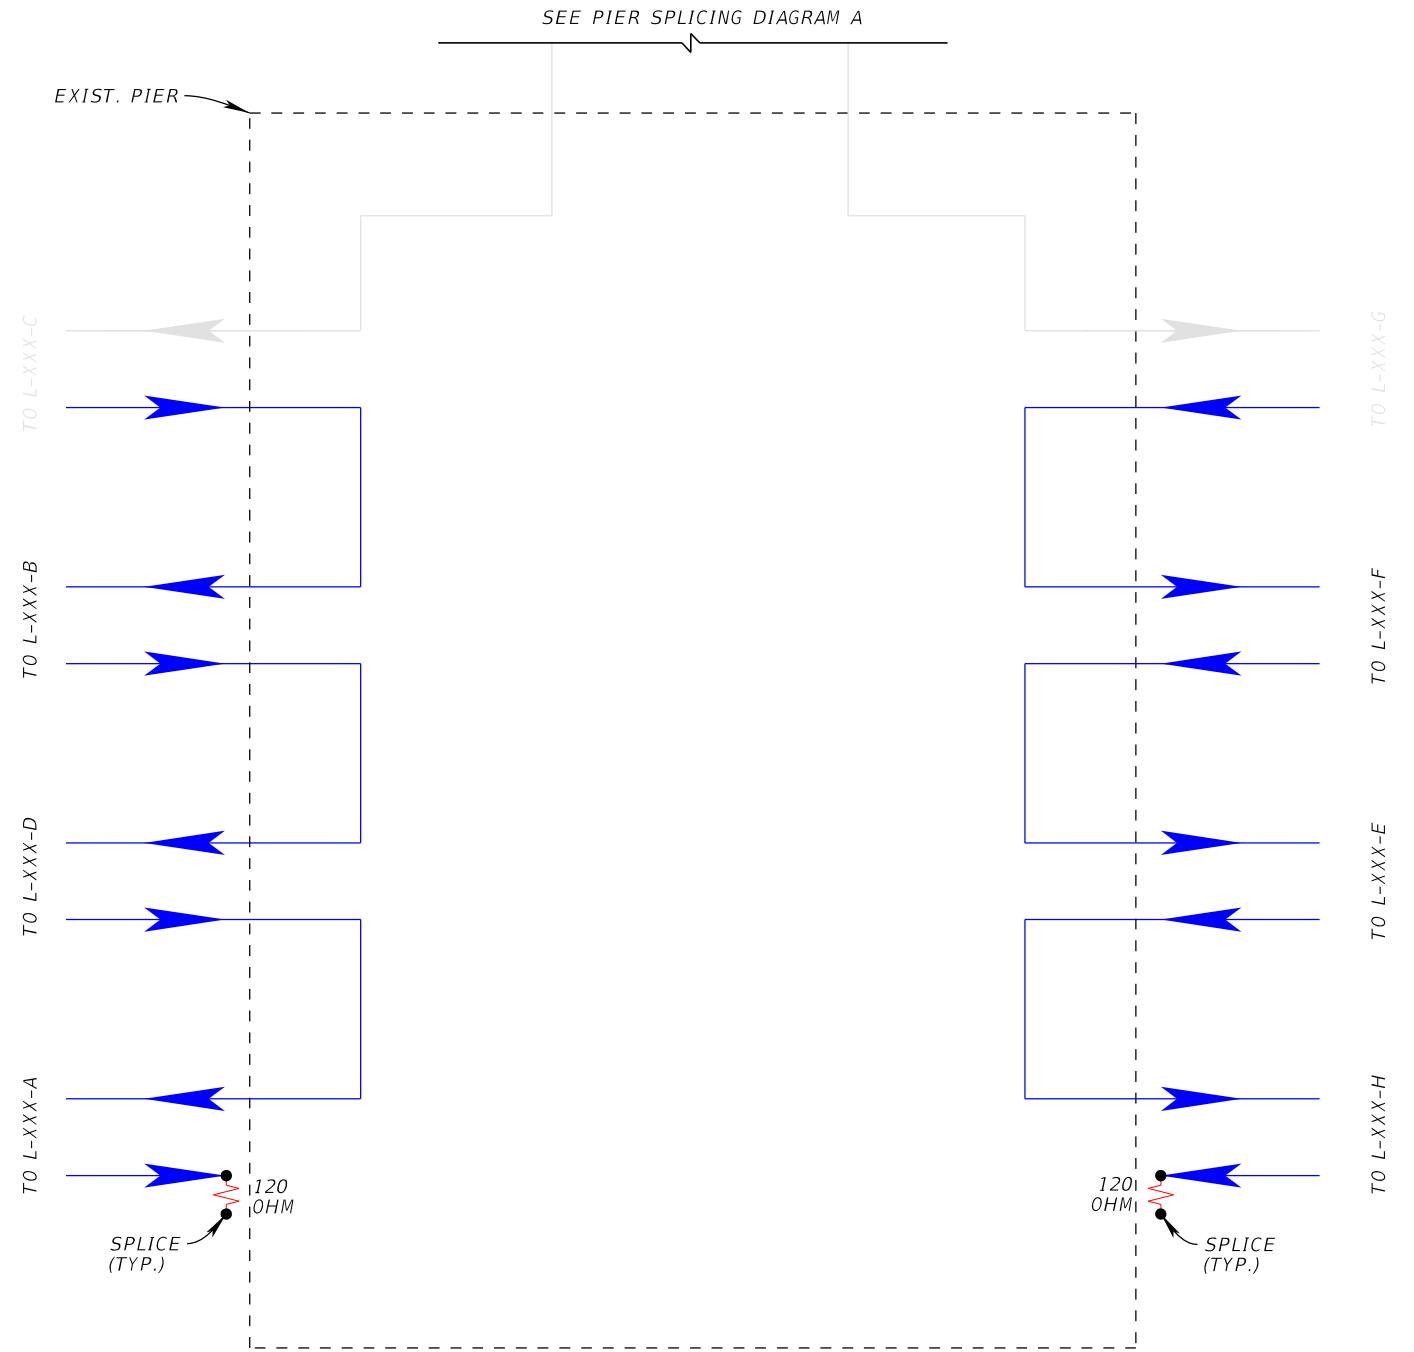 SEE PIER SPLICING DIAGRAM A
EXIST. PIER
TO L-XXX-C
TO L-XXX-G
TO L-XXX-B
TO L-XXX-F
TO L-XXX-D
TO L-XXX-E
TO L-XXX-A
TO L-XXX-H
120
OHM
120
OHM
SPLICE
(TYP.)
SPLICE
(TYP.)